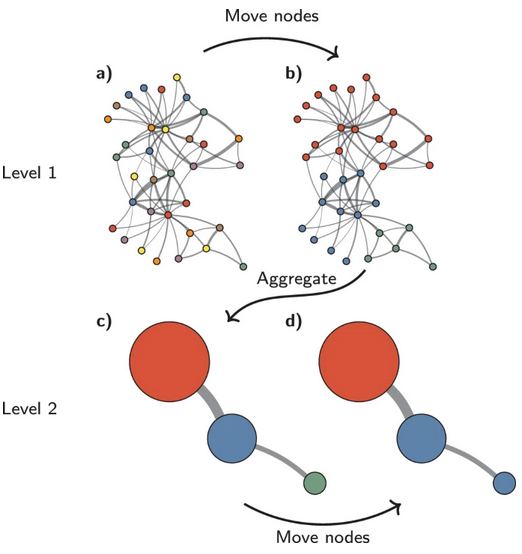 Move nodes
a)
b)
Level 1
Aggregate
c)
d)
Level 2
Move nodes